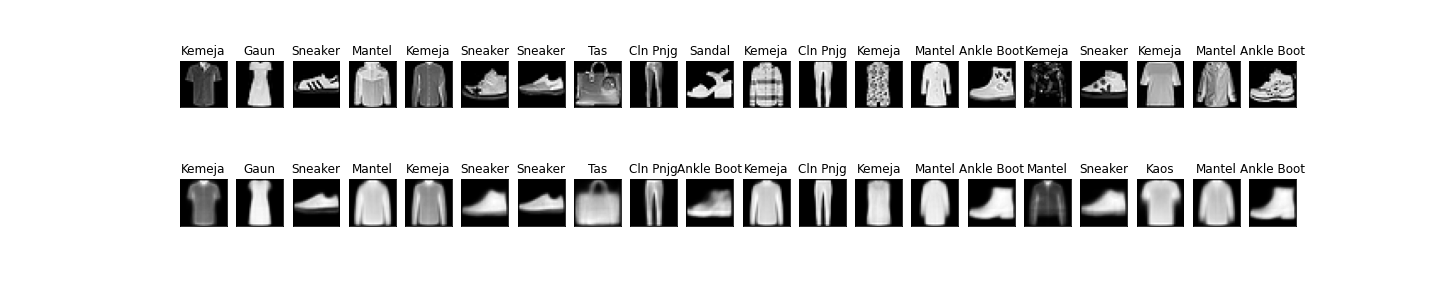 Kemeja Gaun Sneaker Mantel Kemeja Sneaker Sneaker Tas Cln Pnjg Sandal Kemeja Cln Pnjg Kemeja Mantel Ankle Boot Kemeja Sneaker Kemeja Mantel Ankle Boot
Kemeja Gaun Sneaker Mantel Kemeja Sneaker Sneaker Tas Cln Pnjg Ankle Boot Kemeja Cln Pnjg Kemeja Mantel Ankle Boot Mantel Sneaker Kaos Mantel Ankle Boot